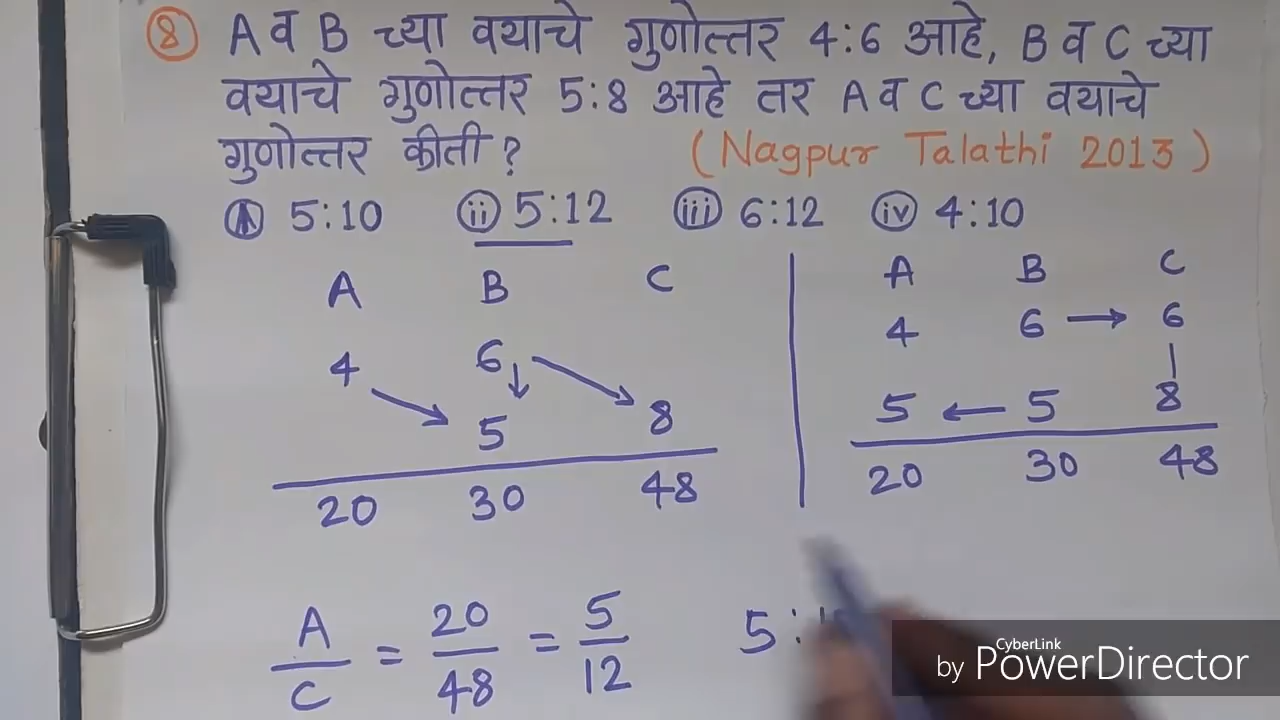 8 A व B च्या वयाचे गुणोत्तर 4:6 आहे, B व C च्या
वयाचे गुणोत्तर 5:8 आहे तर A व C च्या वयाचे
गुणोत्तर कीती ? (Nagpur Talathi 2013)
5:10 ii 5:12 iii 6:12 iv 4:10
A B C
4 6
5 8
20 30 48
A B C
4 6 → 6
5 ← 5 8
20 30 48
A/C = 20/48 = 5/12 5:
by CyberLink PowerDirector